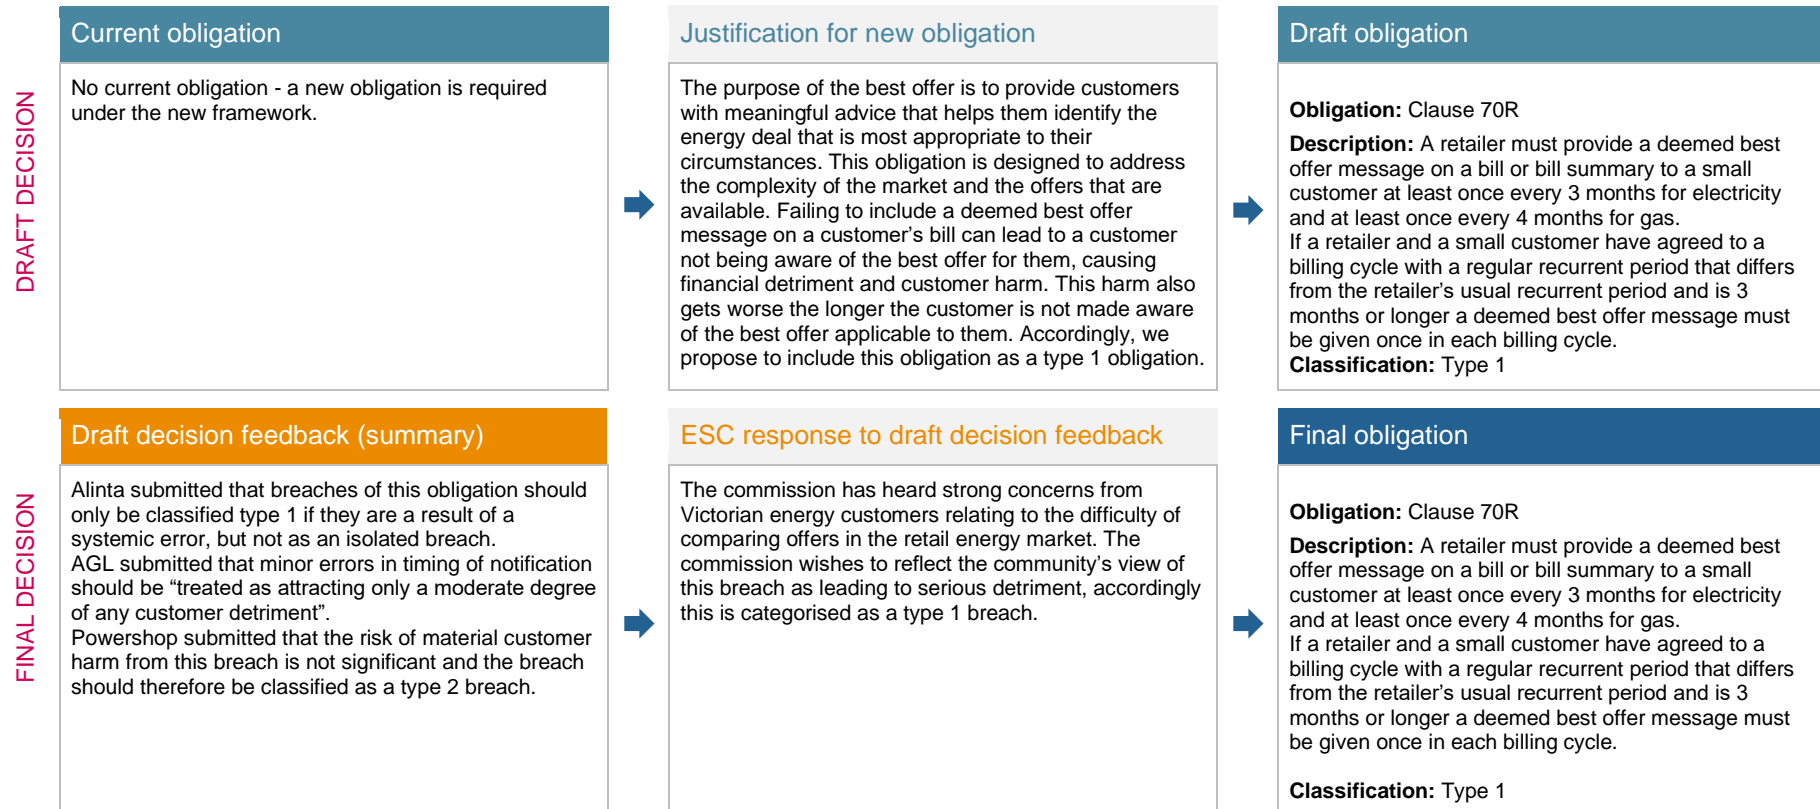 DRAFT DECISION
Current obligation
No current obligation - a new obligation is required
under the new framework.
Justification for new obligation
The purpose of the best offer is to provide customers
with meaningful advice that helps them identify the
energy deal that is most appropriate to their
circumstances. This obligation is designed to address
the complexity of the market and the offers that are
available. Failing to include a deemed best offer
message on a customer’s bill can lead to a customer
not being aware of the best offer for them, causing
financial detriment and customer harm. This harm also
gets worse the longer the customer is not made aware
of the best offer applicable to them. Accordingly, we
propose to include this obligation as a type 1 obligation.
Draft obligation
Obligation: Clause 70R
Description: A retailer must provide a deemed best
offer message on a bill or bill summary to a small
customer at least once every 3 months for electricity
and at least once every 4 months for gas.
If a retailer and a small customer have agreed to a
billing cycle with a regular recurrent period that differs
from the retailer’s usual recurrent period and is 3
months or longer a deemed best offer message must
be given once in each billing cycle.
Classification: Type 1
FINAL DECISION
Draft decision feedback (summary)
Alinta submitted that breaches of this obligation should
only be classified type 1 if they are a result of a
systemic error, but not as an isolated breach.
AGL submitted that minor errors in timing of notification
should be “treated as attracting only a moderate degree
of any customer detriment”.
Powershop submitted that the risk of material customer
harm from this breach is not significant and the breach
should therefore be classified as a type 2 breach.
ESC response to draft decision feedback
The commission has heard strong concerns from
Victorian energy customers relating to the difficulty of
comparing offers in the retail energy market. The
commission wishes to reflect the community’s view of
this breach as leading to serious detriment, accordingly
this is categorised as a type 1 breach.
Final obligation
Obligation: Clause 70R
Description: A retailer must provide a deemed best
offer message on a bill or bill summary to a small
customer at least once every 3 months for electricity
and at least once every 4 months for gas.
If a retailer and a small customer have agreed to a
billing cycle with a regular recurrent period that differs
from the retailer’s usual recurrent period and is 3
months or longer a deemed best offer message must
be given once in each billing cycle.
Classification: Type 1